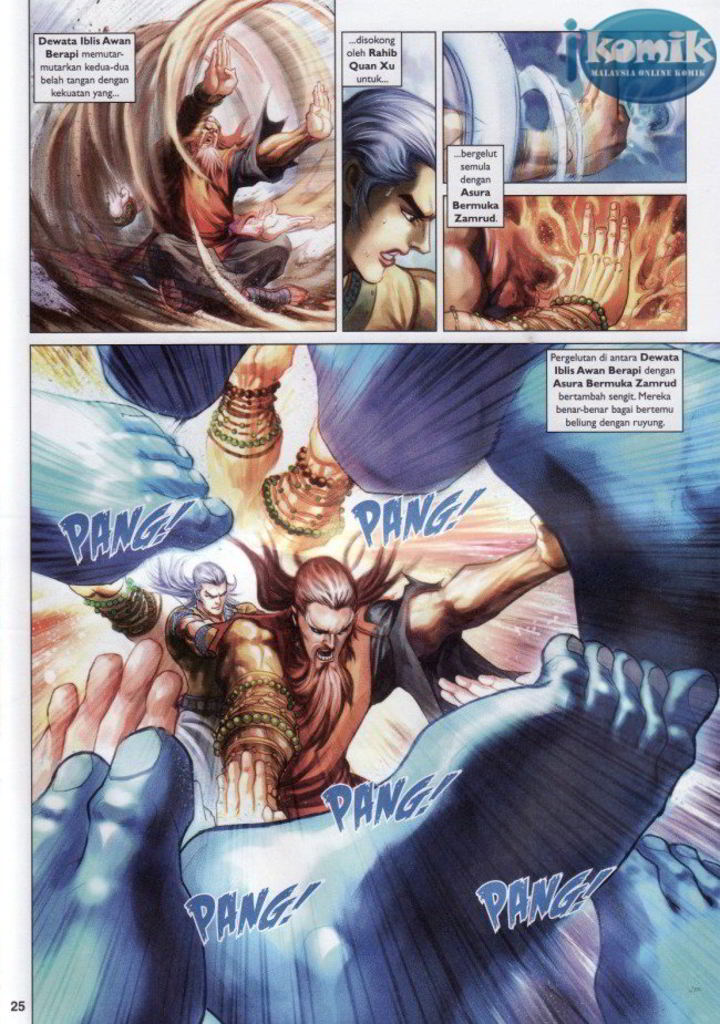 Dewata Iblis Awan
Berapi memutar-
mutarkan kedua-dua
belah tangan dengan
kekuatan yang...
...disokong
oleh Rahib
Quan Xu
untuk...
jkomik
MALAYSIA ONLINE KOMIK
...bergelut
semula
dengan
Asura
Bermuka
Zamrud.
Pergelutan di antara Dewata
Iblis Awan Berapi dengan
Asura Bermuka Zamrud
bertambah sengit. Mereka
benar-benar bagai bertemu
beliung dengan ruyung.
PANG!
PANG!
PANG!
PANG!
PANG!
25